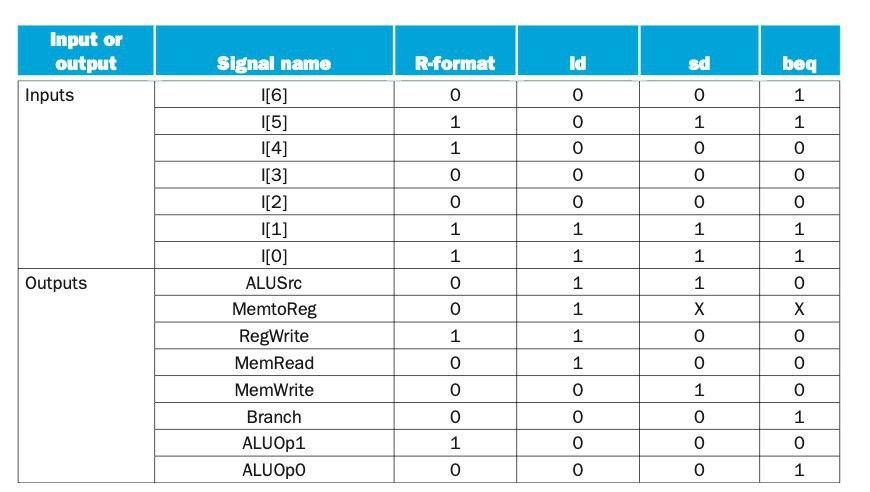 Input or output Signal name R-format ld sd beq
Inputs I[6] 0 0 0 1
I[5] 1 0 1 1
I[4] 1 0 0 0
I[3] 0 0 0 0
I[2] 0 0 0 0
I[1] 1 1 1 1
I[0] 1 1 1 1
Outputs ALUSrc 0 1 1 0
MemtoReg 0 1 X X
RegWrite 1 1 0 0
MemRead 0 1 0 0
MemWrite 0 0 1 0
Branch 0 0 0 1
ALUOp1 1 0 0 0
ALUOp0 0 0 0 1